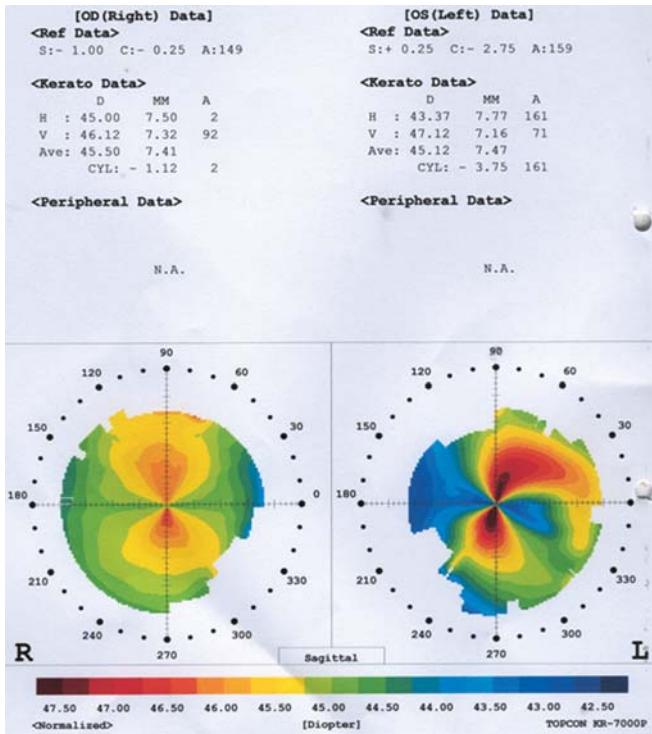 [OD(Right) Data]
<Ref Data>
S:- 1.00 C:- 0.25 A:149
<Kerato Data>
D MM A
H : 45.00 7.50 2
V : 46.12 7.32 92
Ave: 45.50 7.41
CYL: - 1.12 2
<Peripheral Data>
N.A.
[OS(Left) Data]
<Ref Data>
S:+ 0.25 C:- 2.75 A:159
<Kerato Data>
D MM A
H : 43.37 7.77 161
V : 47.12 7.16 71
Ave: 45.12 7.47
CYL: - 3.75 161
<Peripheral Data>
N.A.
90
120 60
150 30
180 0
210 330
240 300
270
R
90
120 60
150 30
180 0
210 330
240 300
270
L
Sagittal
47.50 47.00 46.50 46.00 45.50 45.00 44.50 44.00 43.50 43.00 42.50
<Normalized> [Diopter] TOPCON KR-7000P